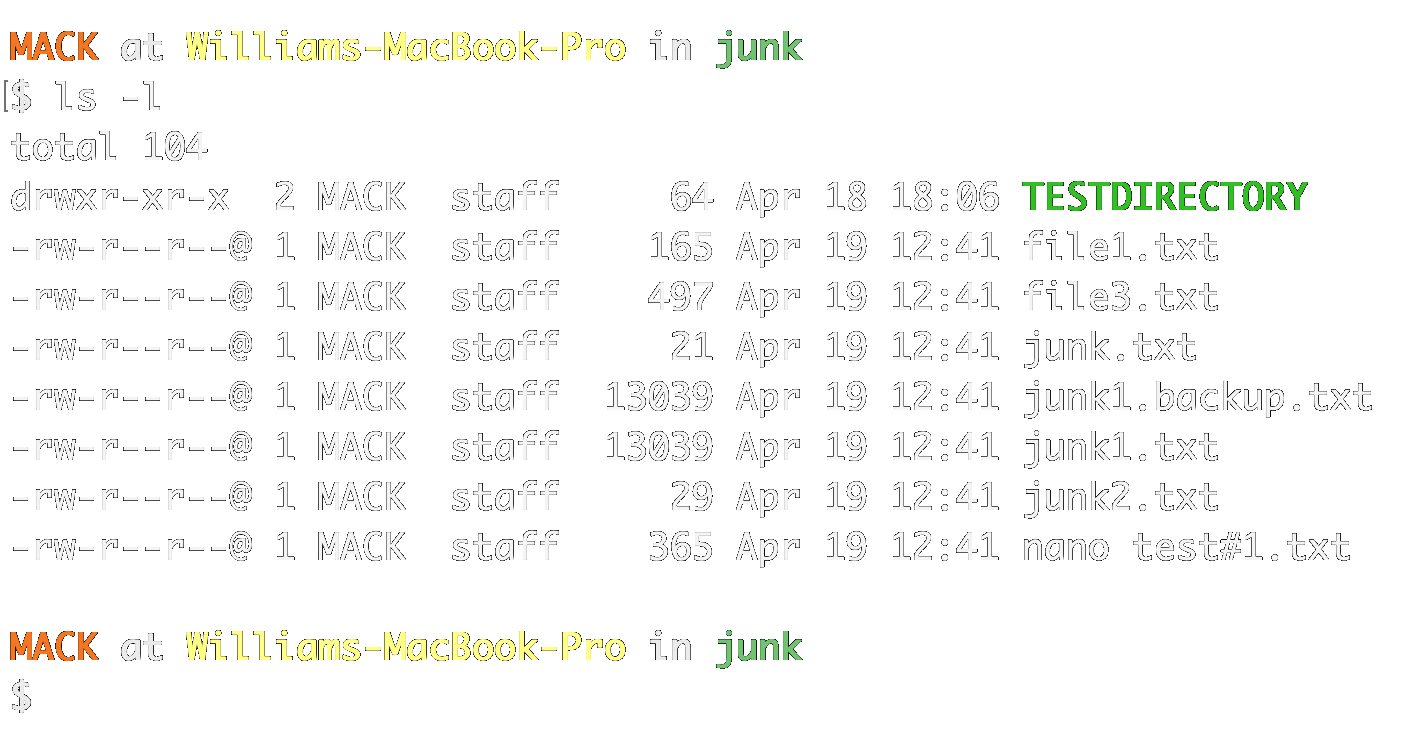 MACK at Williams-MacBook-Pro in junk
$ ls -l
total 104
drwxr-xr-x  2 MACK  staff     64 Apr 18 18:06 TESTDIRECTORY
-rw-r--r--@ 1 MACK  staff    165 Apr 19 12:41 file1.txt
-rw-r--r--@ 1 MACK  staff    497 Apr 19 12:41 file3.txt
-rw-r--r--@ 1 MACK  staff     21 Apr 19 12:41 junk.txt
-rw-r--r--@ 1 MACK  staff  13039 Apr 19 12:41 junk1.backup.txt
-rw-r--r--@ 1 MACK  staff  13039 Apr 19 12:41 junk1.txt
-rw-r--r--@ 1 MACK  staff     29 Apr 19 12:41 junk2.txt
-rw-r--r--@ 1 MACK  staff    365 Apr 19 12:41 nano test#1.txt
MACK at Williams-MacBook-Pro in junk
$